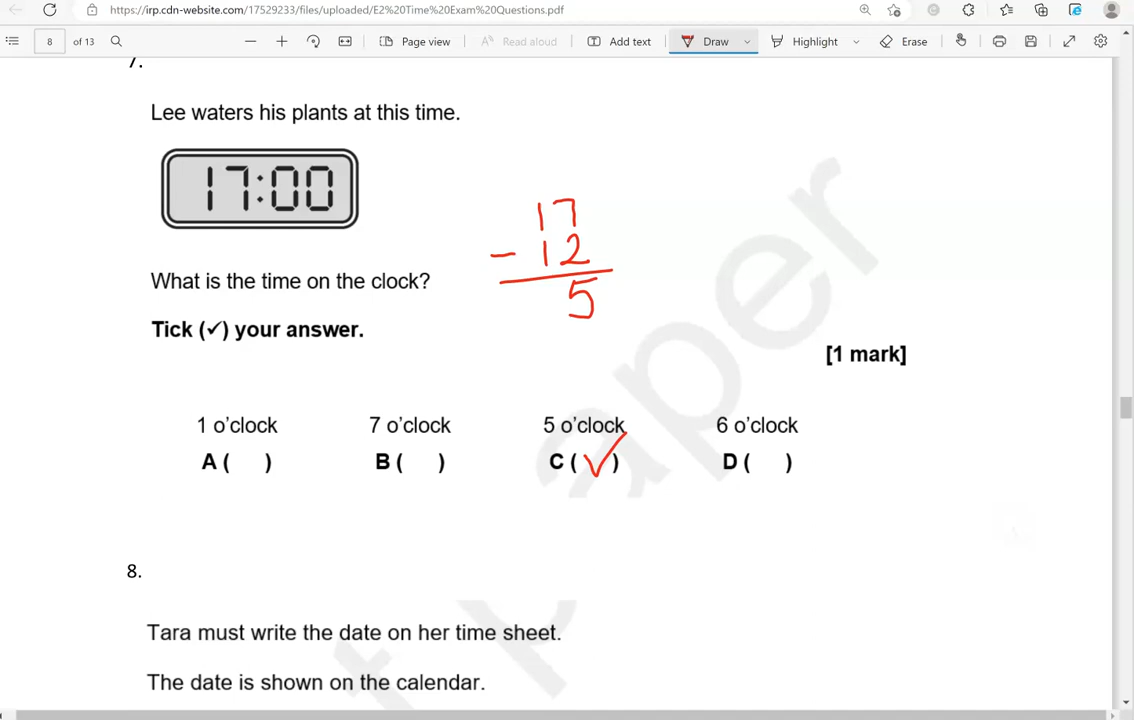 https://irp.cdn-website.com/17529233/files/uploaded/E2%20Time%20Exam%20Questions.pdf
8 of 13 Page view Read aloud Add text Draw Highlight Erase
7.
Lee waters his plants at this time.
17:00
17
- 12
5
What is the time on the clock?
Tick (✓) your answer.
[1 mark]
1 o'clock 7 o'clock 5 o'clock 6 o'clock
A ( ) B ( ) C (✓) D ( )
8.
Tara must write the date on her time sheet.
The date is shown on the calendar.